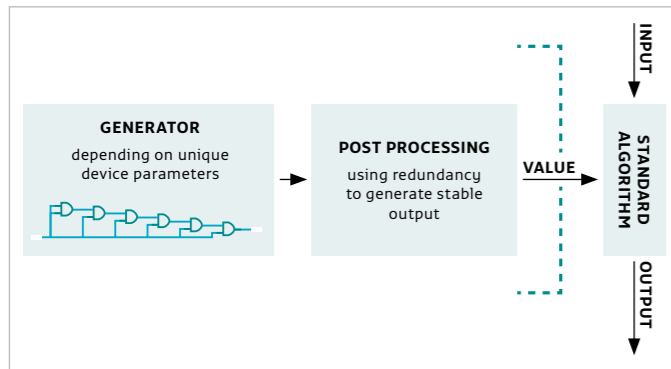 GENERATOR
depending on unique
device parameters
POST PROCESSING
using redundancy
to generate stable
output
VALUE
INPUT
STANDARD
ALGORITHM
OUTPUT